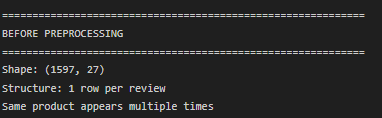 ============================================================
BEFORE PREPROCESSING
============================================================
Shape: (1597, 27)
Structure: 1 row per review
Same product appears multiple times